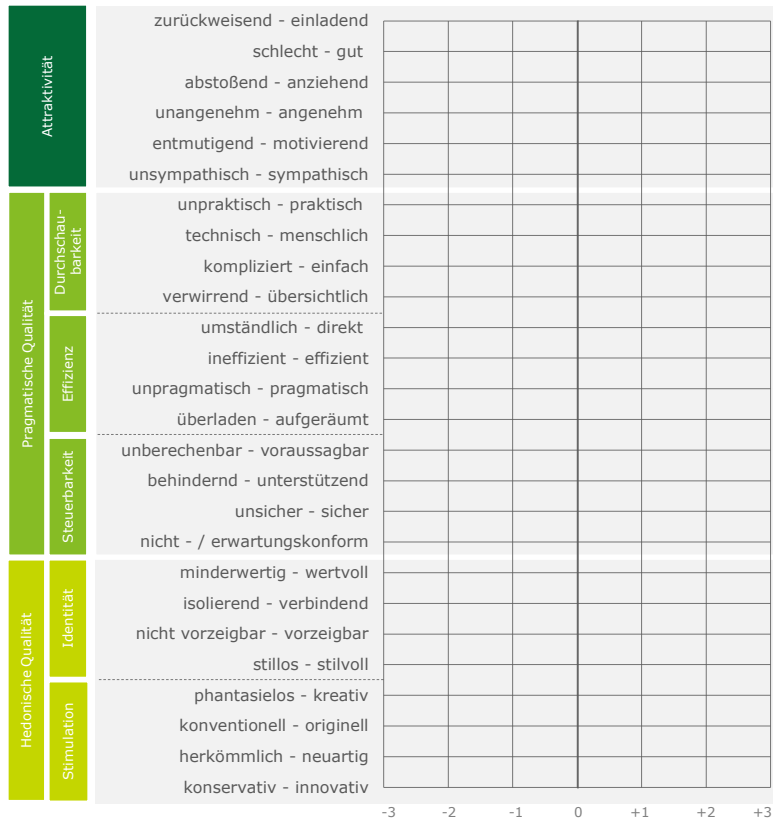 Attraktivität
zurückweisend - einladend
schlecht - gut
abstoßend - anziehend
unangenehm - angenehm
entmutigend - motivierend
unsympathisch - sympathisch
Pragmatische Qualität
Durchschau-
barkeit
unpraktisch - praktisch
technisch - menschlich
kompliziert - einfach
verwirrend - übersichtlich
Effizienz
umständlich - direkt
ineffizient - effizient
unpragmatisch - pragmatisch
überladen - aufgeräumt
Steuerbarkeit
unberechenbar - voraussagbar
behindernd - unterstützend
unsicher - sicher
nicht - / erwartungskonform
Hedonische Qualität
Identität
minderwertig - wertvoll
isolierend - verbindend
nicht vorzeigbar - vorzeigbar
stillos - stilvoll
Stimulation
phantasielos - kreativ
konventionell - originell
herkömmlich - neuartig
konservativ - innovativ
-3 -2 -1 0 +1 +2 +3